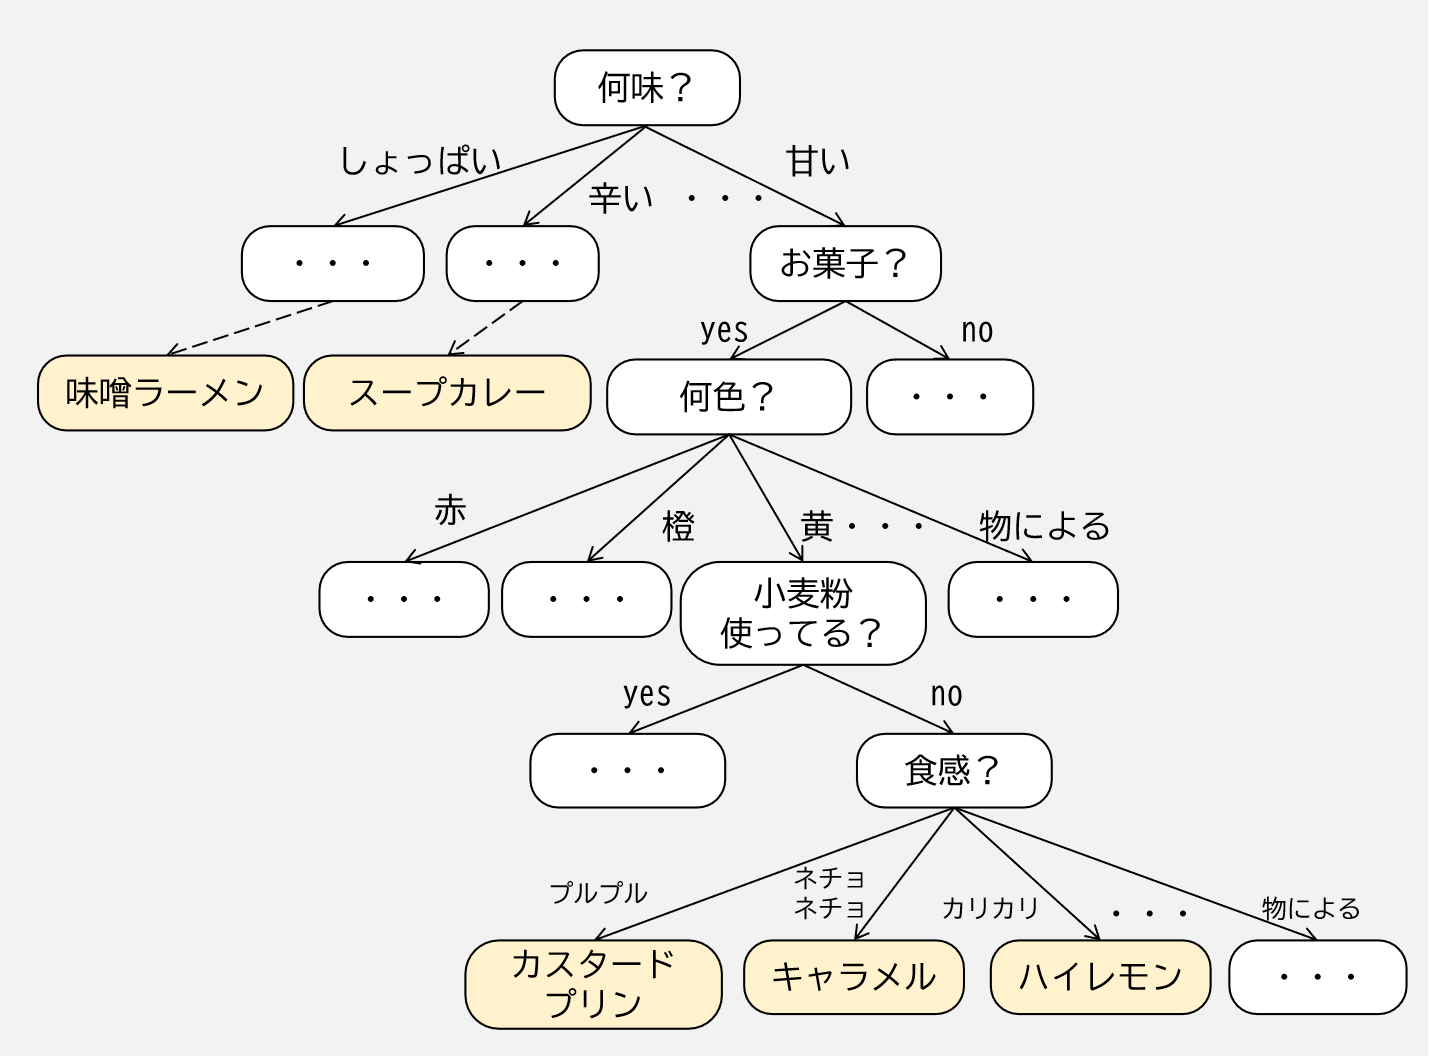 何味？
しょっぱい
辛い ・・・
甘い
・・・
・・・
お菓子？
yes
no
味噌ラーメン
スープカレー
何色？
・・・
赤
橙
黄・・・
物による
・・・
・・・
小麦粉
使ってる？
・・・
yes
no
・・・
食感？
プルプル
ネチョ
ネチョ
カリカリ
・・・
物による
カスタード
プリン
キャラメル
ハイレモン
・・・